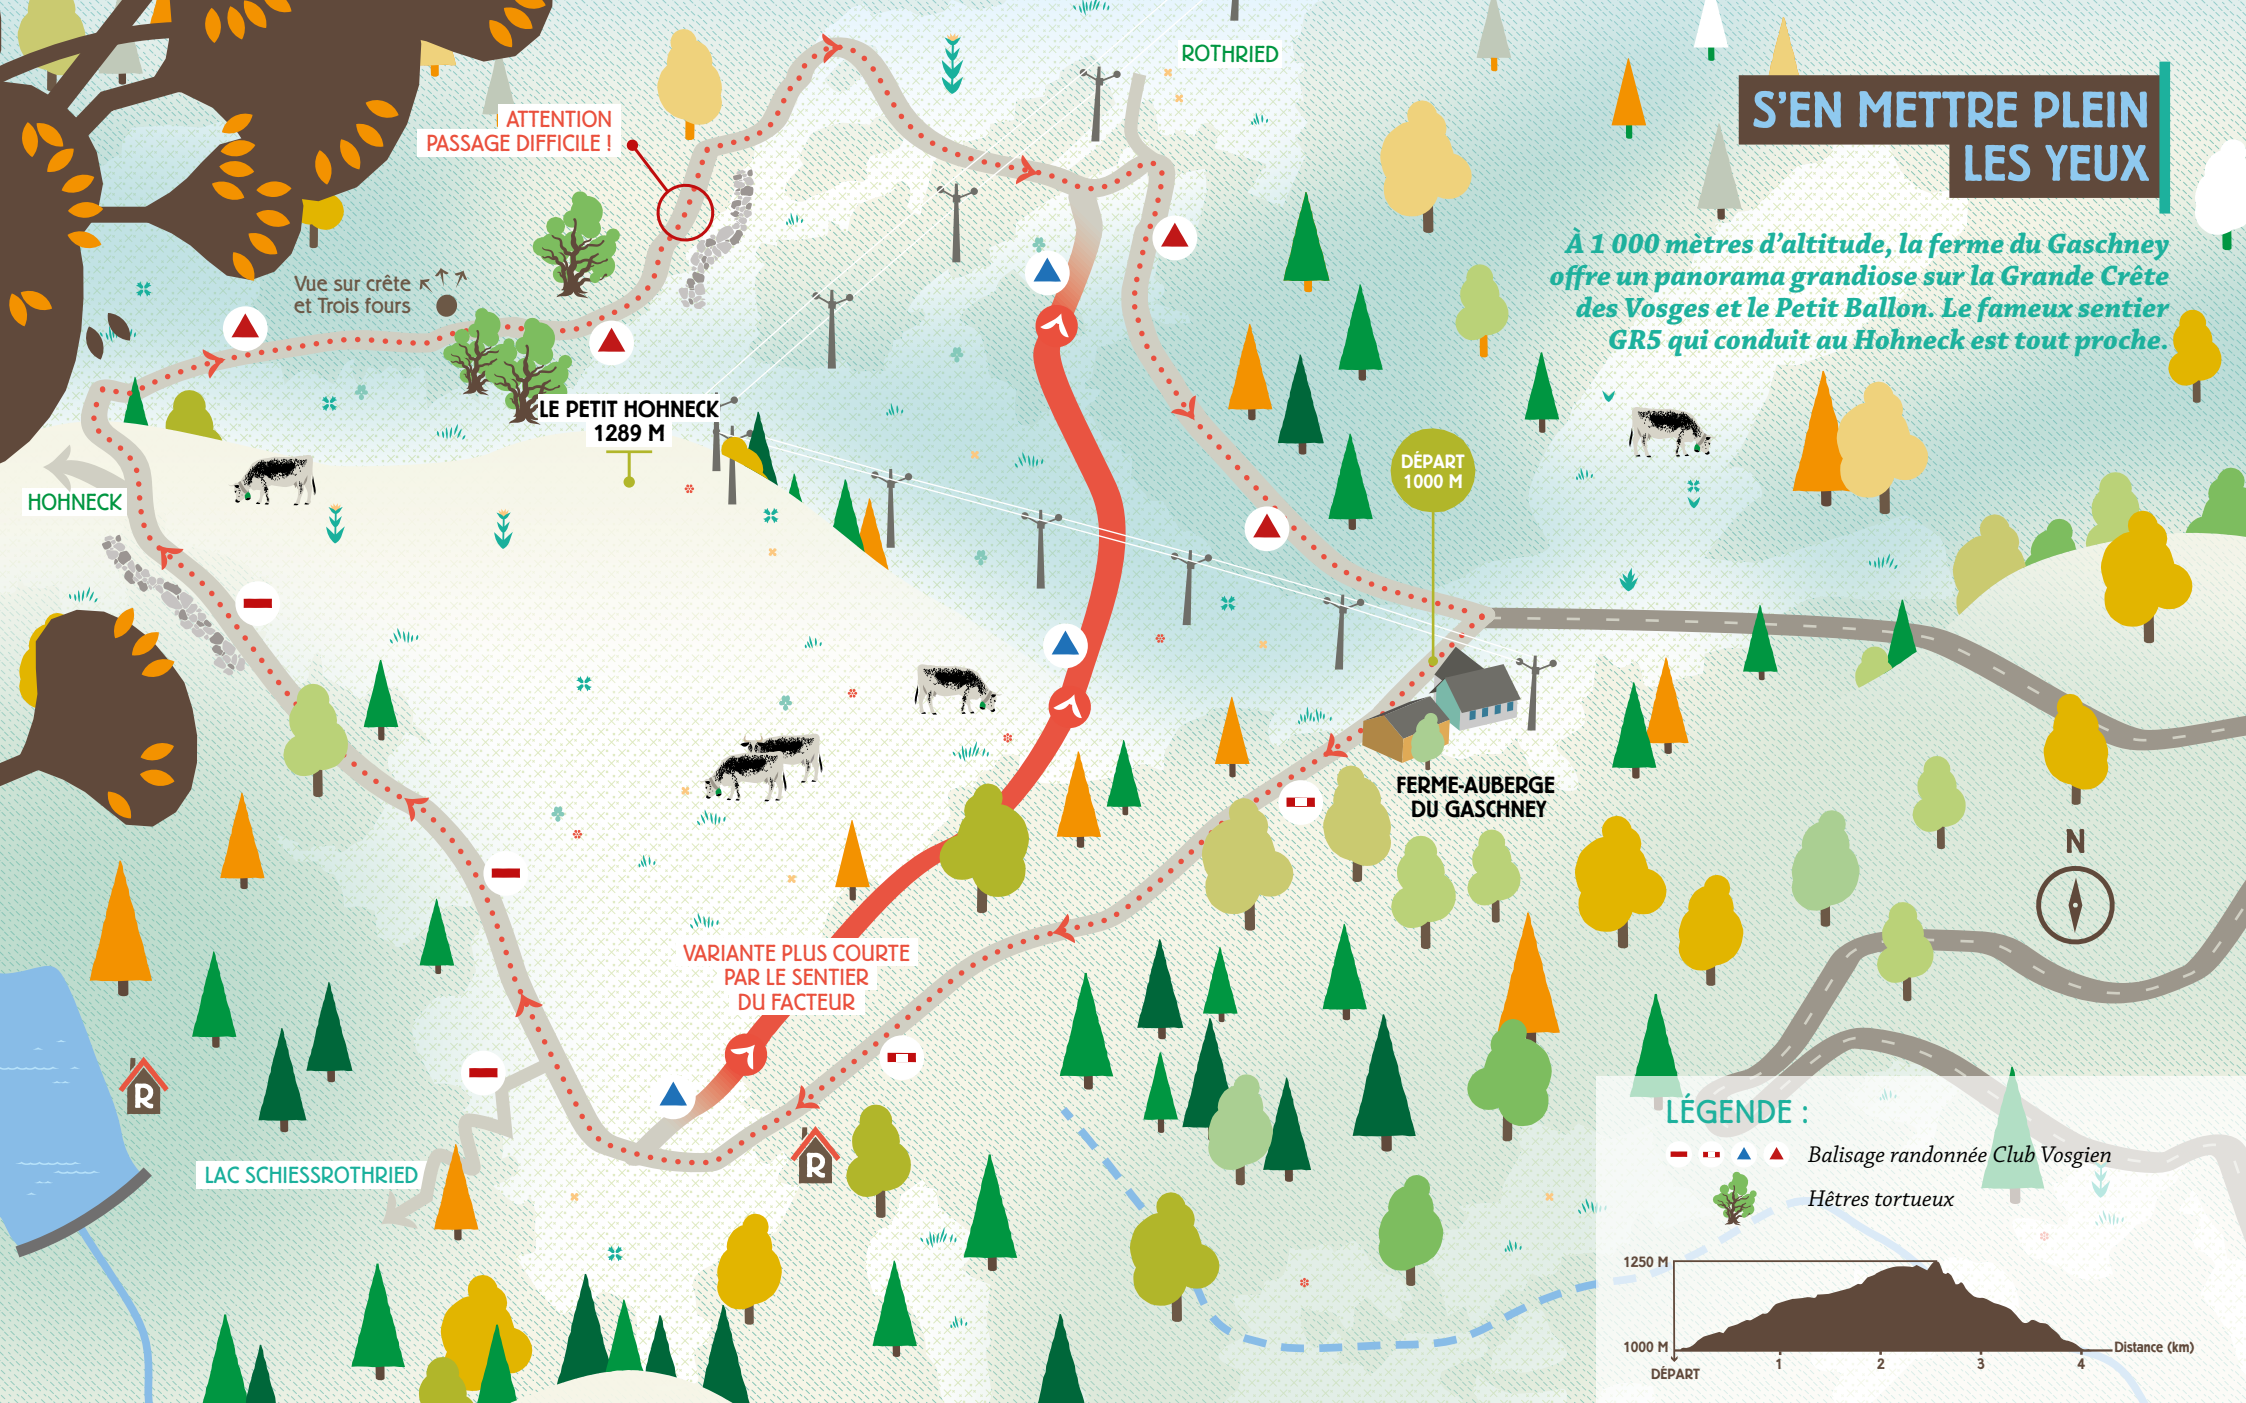 S'EN METTRE PLEIN
LES YEUX
À 1 000 mètres d'altitude, la ferme du Gaschney
offre un panorama grandiose sur la Grande Crête
des Vosges et le Petit Ballon. Le fameux sentier
GR5 qui conduit au Hohneck est tout proche.
ROTHRIED
ATTENTION
PASSAGE DIFFICILE !
Vue sur crête
et Trois fours
LE PETIT HOHNECK
1289 M
HOHNECK
DÉPART
1000 M
FERME-AUBERGE
DU GASCHNEY
VARIANTE PLUS COURTE
PAR LE SENTIER
DU FACTEUR
R
R
LAC SCHIESSROTHRIED
N
LÉGENDE :
Balisage randonnée Club Vosgien
Hêtres tortueux
1250 M
1000 M
Distance (km)
1 2 3 4
DÉPART